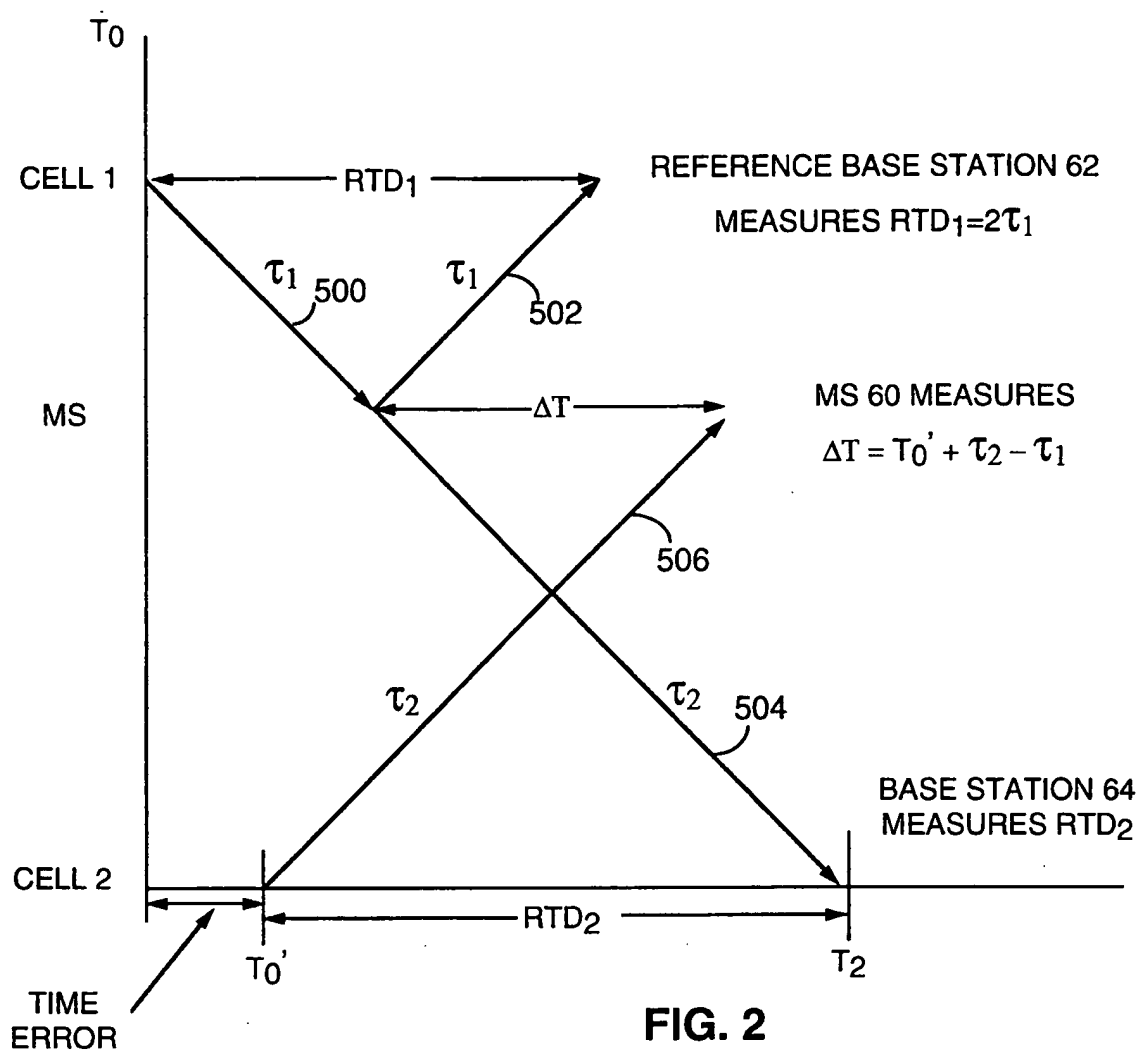 T₀
CELL 1
RTD₁
REFERENCE BASE STATION 62
MEASURES RTD₁=2τ₁
τ₁
500
τ₁
502
MS
ΔT
MS 60 MEASURES
ΔT = T₀' + τ₂ − τ₁
506
τ₂
τ₂
504
BASE STATION 64
MEASURES RTD₂
CELL 2
RTD₂
T₀'
T₂
TIME
ERROR
FIG. 2